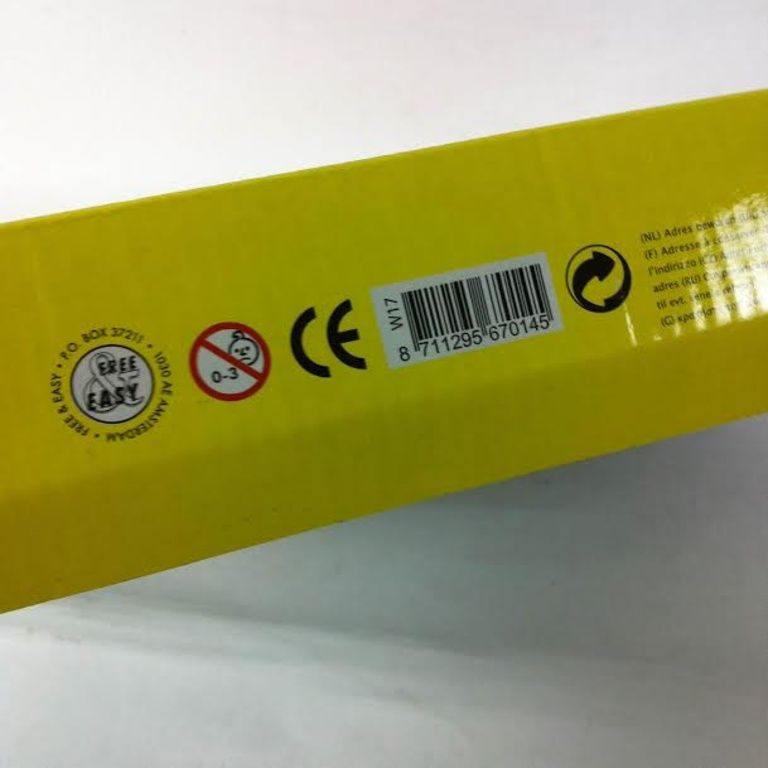 FREE & EASY • P.O. BOX 37211 • 1030 AE AMSTERDAM •
FREE
&
EASY
0-3
CE
W17
8 711295 670145
(NL) Adres
(F) Adresse à
l'indirizzo
adres (RU)
til evt.
(G)